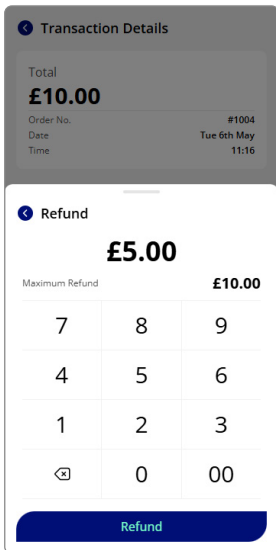 Transaction Details
Total
£10.00
Order No. #1004
Date Tue 6th May
Time 11:16
Refund
£5.00
Maximum Refund £10.00
7 8 9
4 5 6
1 2 3
0 00
Refund